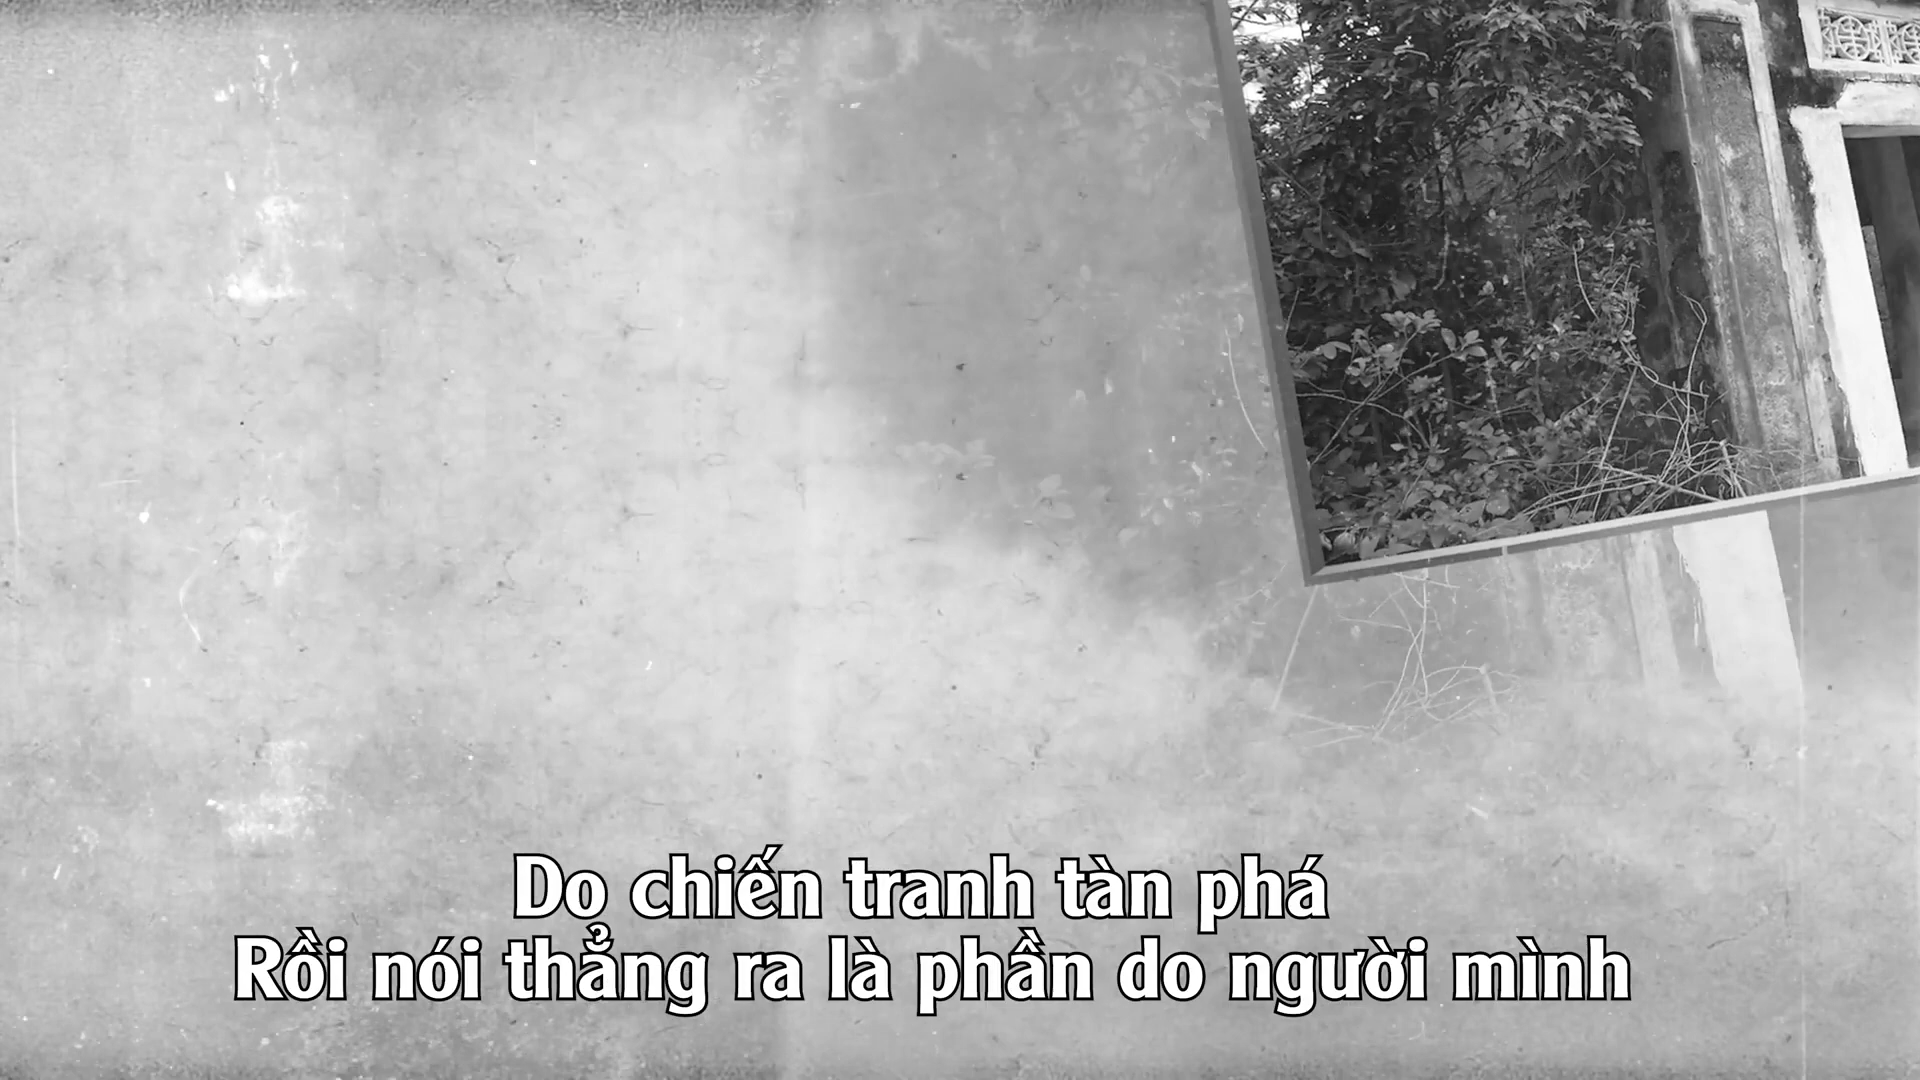 Do chiến tranh tàn phá
Rồi nói thẳng ra là phần do người mình